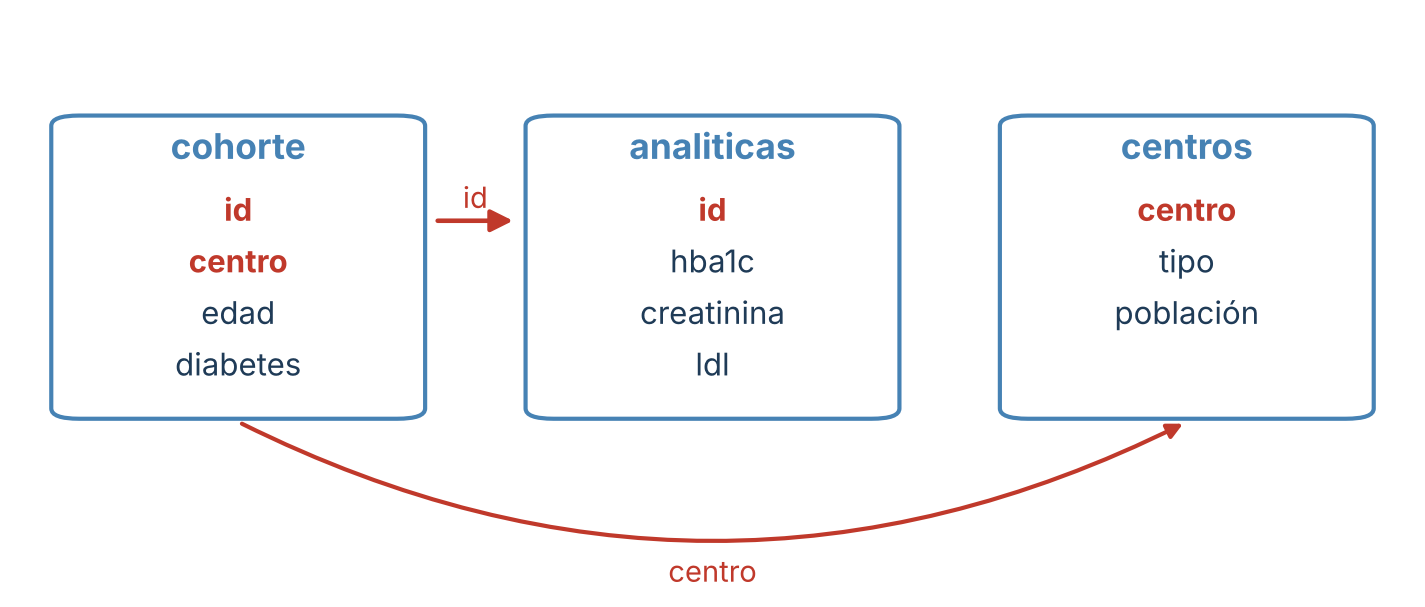 cohorte
id
centro
edad
diabetes
id
analiticas
id
hba1c
creatinina
ldl
centros
centro
tipo
población
centro